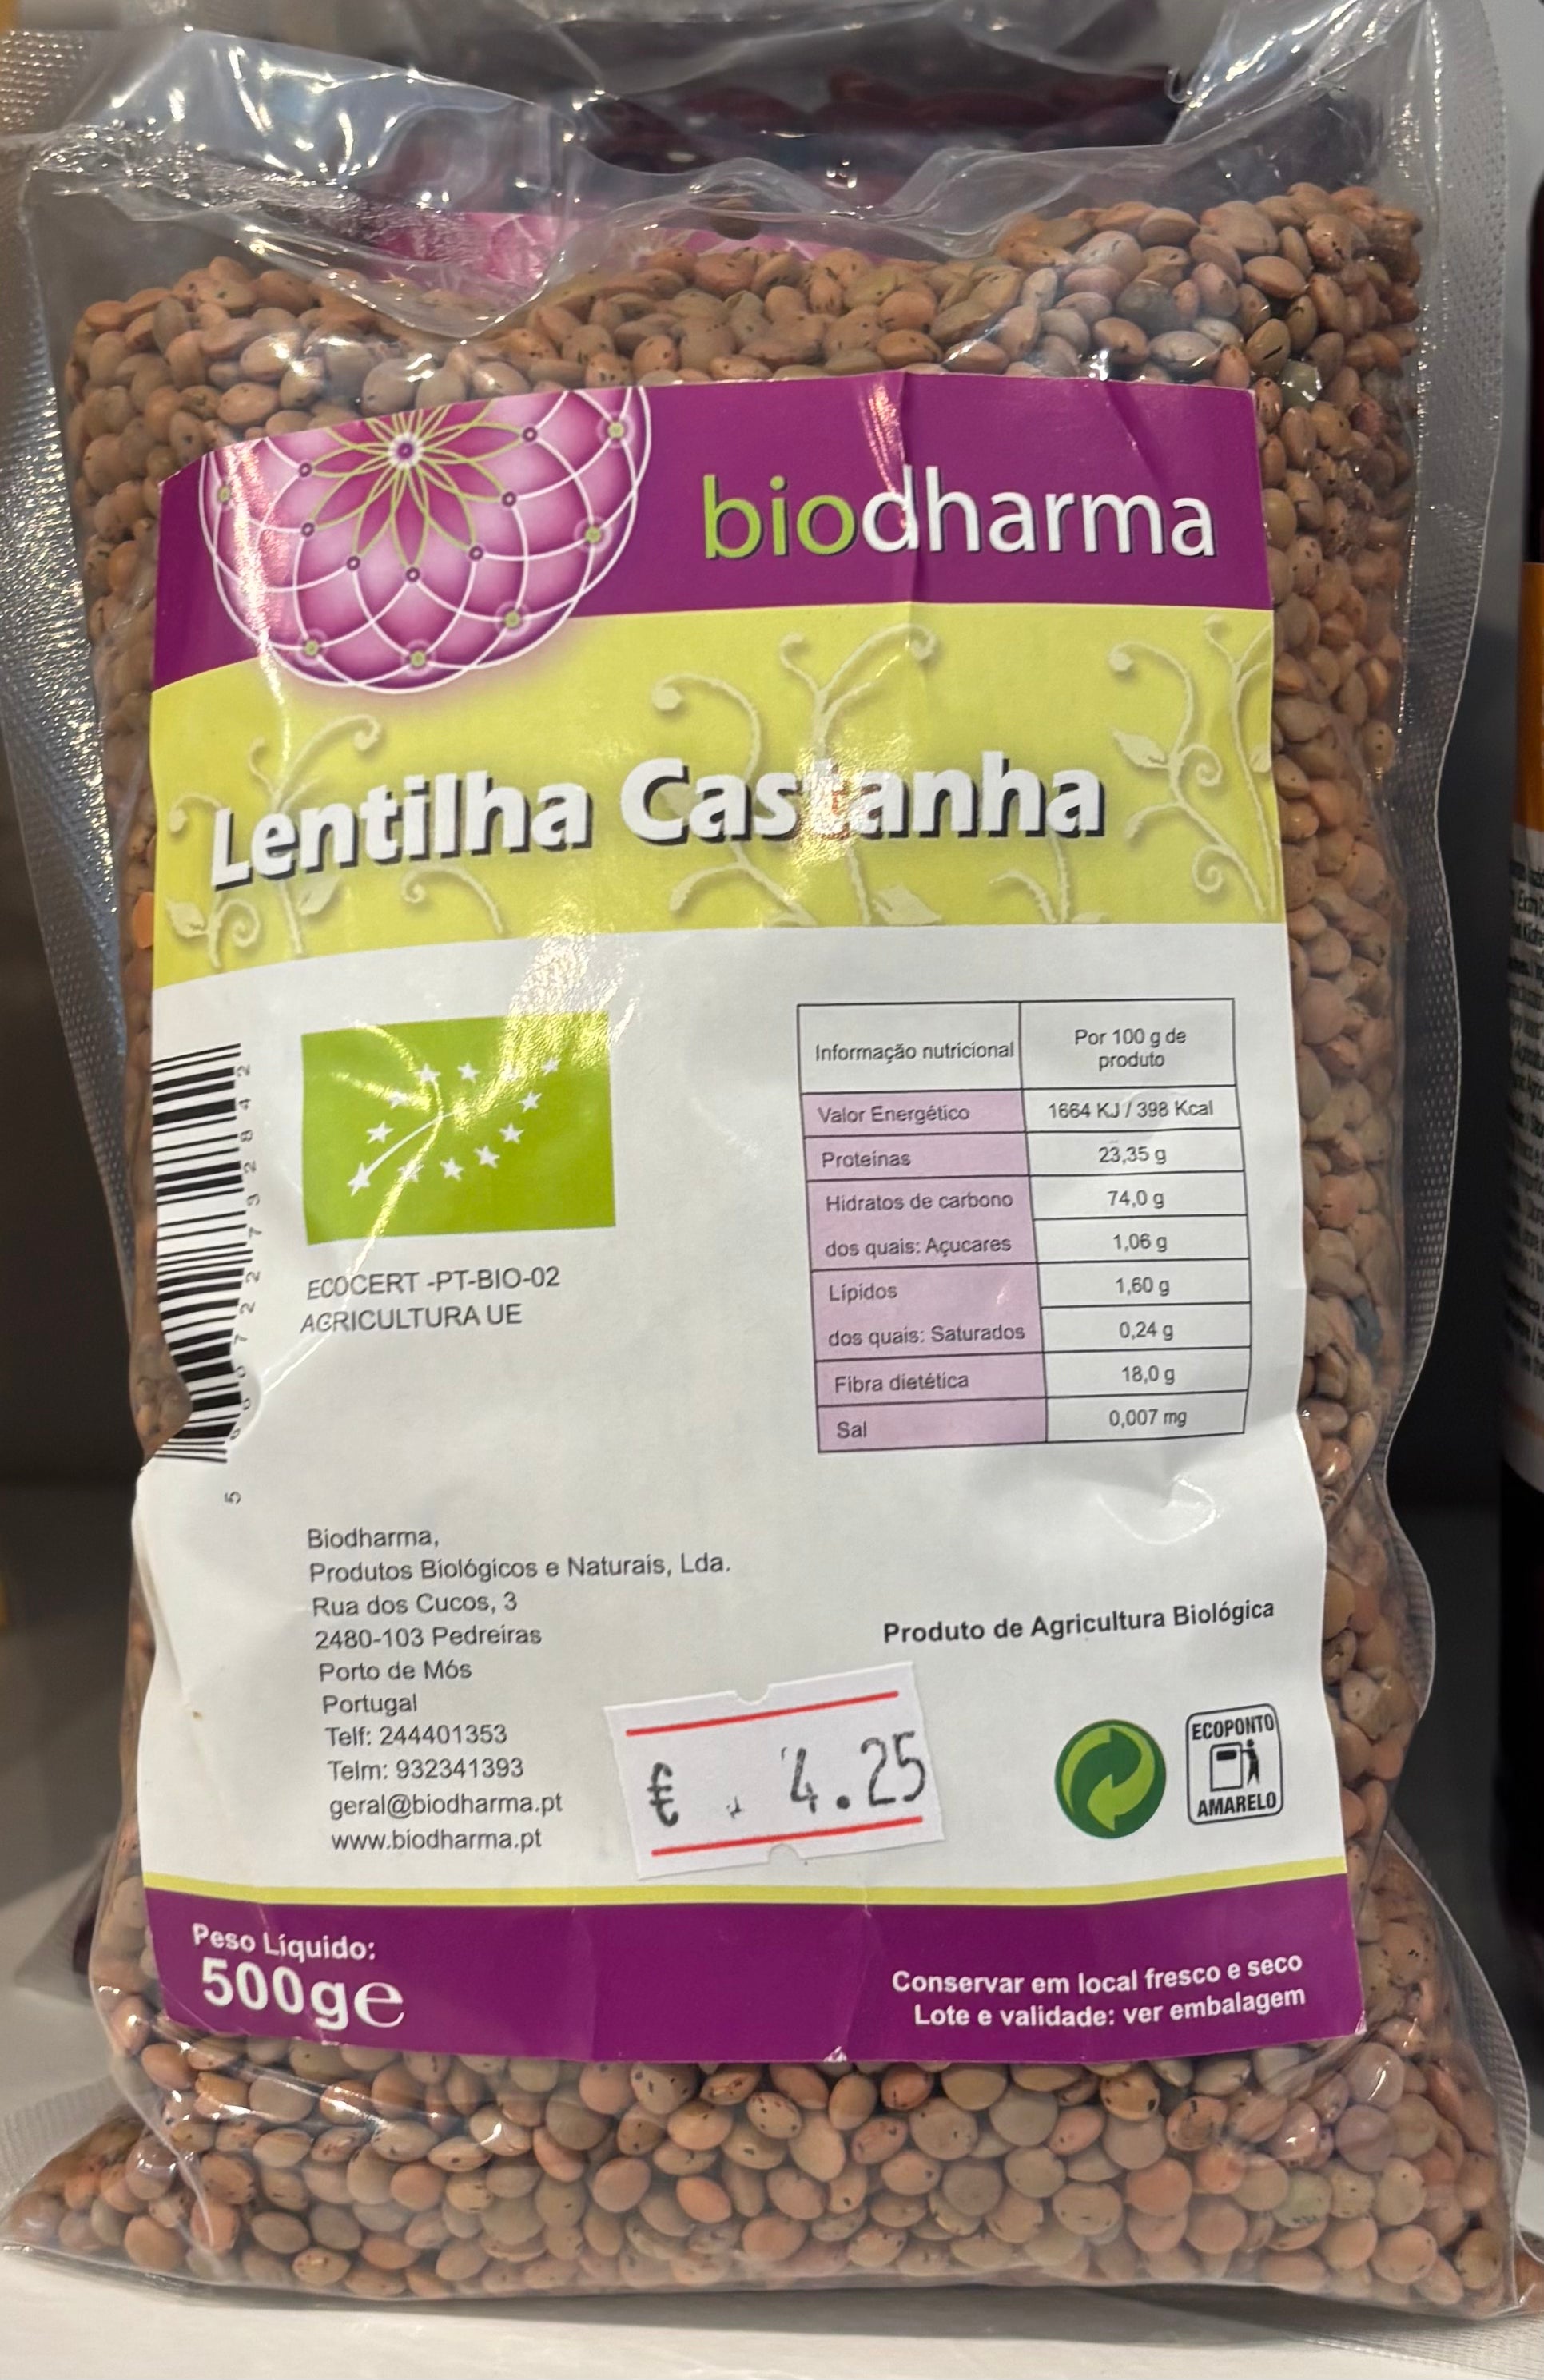 biodharma
Lentilha Castanha
Informação nutricional
Por 100 g de
produto
Valor Energético 1664 KJ / 398 Kcal
Proteínas 23,35 g
Hidratos de carbono 74,0 g
dos quais: Açucares 1,06 g
Lípidos 1,60 g
dos quais: Saturados 0,24 g
Fibra dietética 18,0 g
Sal 0,007 mg
ECOCERT -PT-BIO-02
AGRICULTURA UE
Biodharma,
Produtos Biológicos e Naturais, Lda.
Rua dos Cucos, 3
2480-103 Pedreiras
Porto de Mós
Portugal
Telf: 244401353
Telm: 932341393
geral@biodharma.pt
www.biodharma.pt
Produto de Agricultura Biológica
€ 4.25
ECOPONTO
AMARELO
Peso Líquido:
500g℮
Conservar em local fresco e seco
Lote e validade: ver embalagem